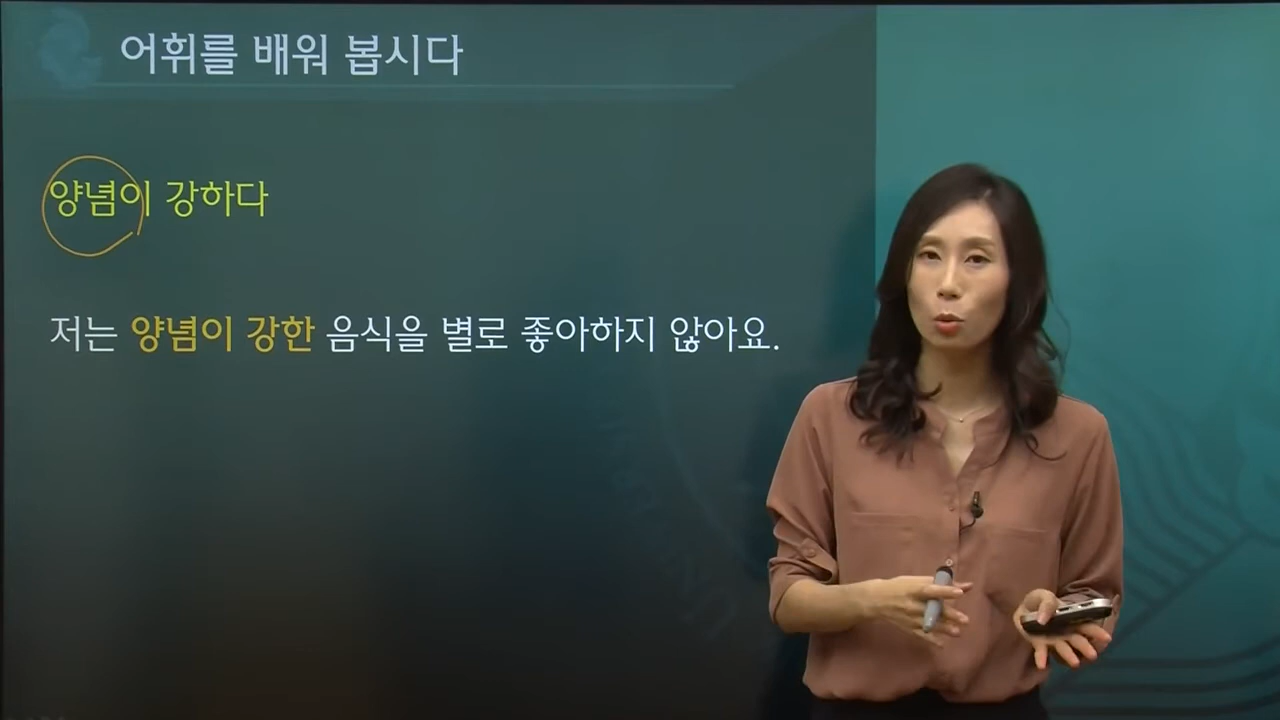 어휘를 배워 봅시다
양념이 강하다
저는 양념이 강한 음식을 별로 좋아하지 않아요.